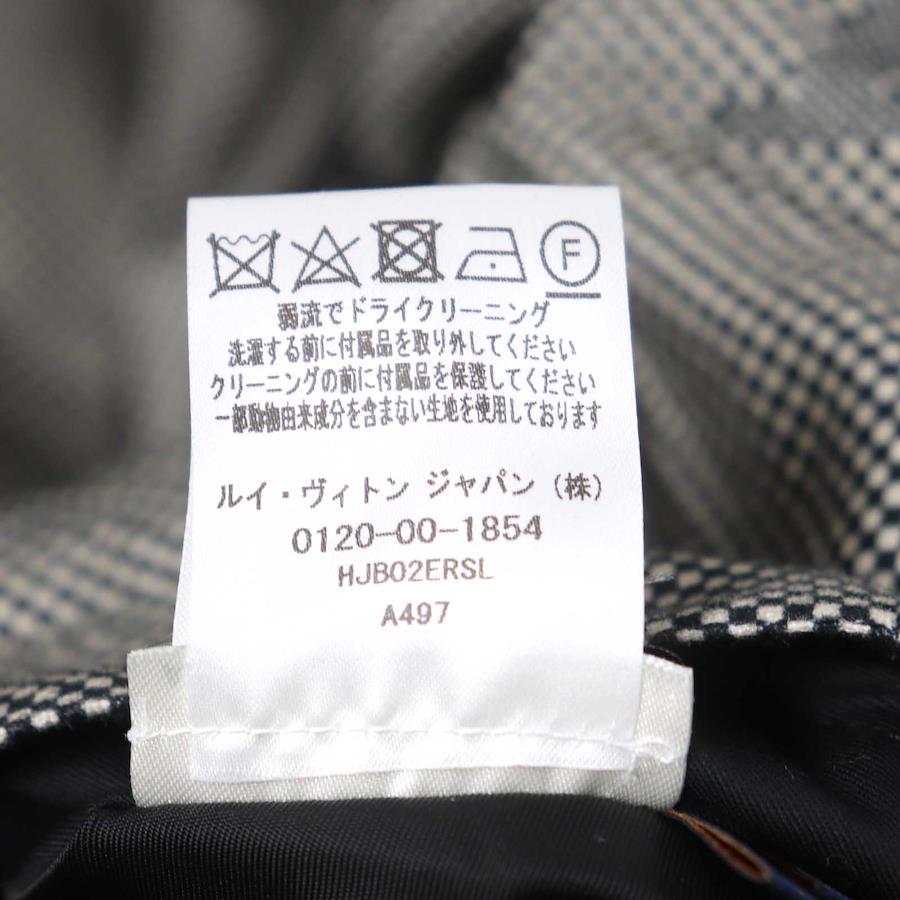 F
弱流でドライクリーニング
洗濯する前に付属品を取り外してください
クリーニングの前に付属品を保護してください
一部動物由来成分を含まない生地を使用しております
ルイ・ヴィトン ジャパン (株)
0120-00-1854
HJB02ERSL
A497